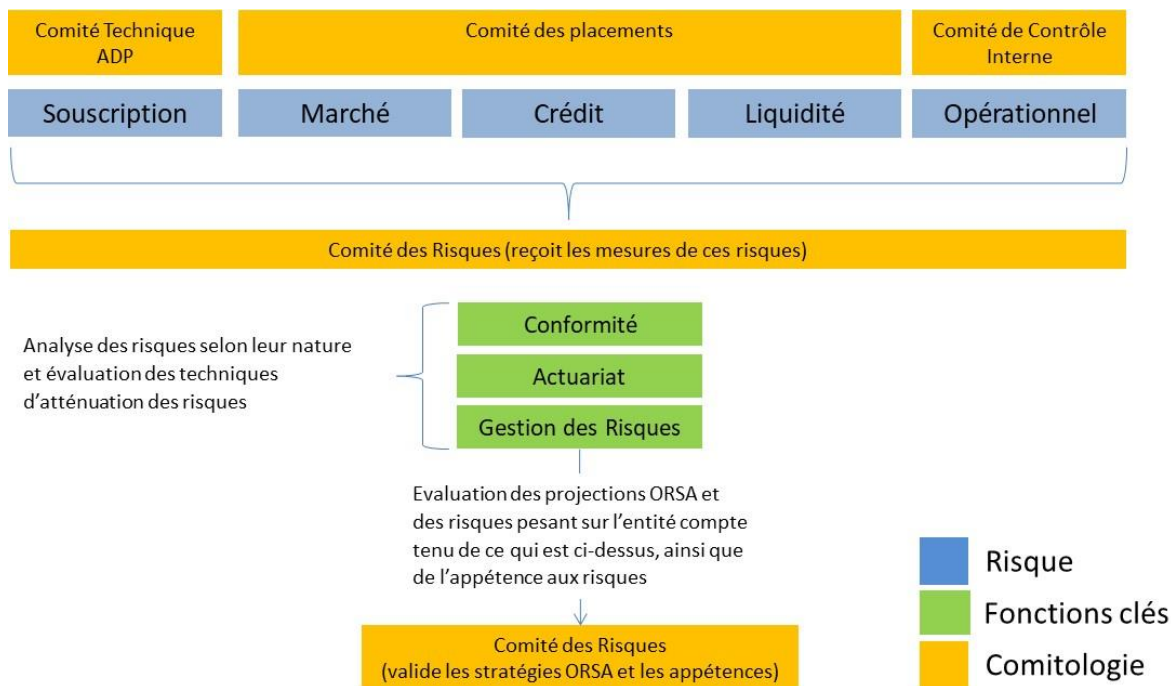 Comité Technique
ADP
Comité des placements
Comité de Contrôle
Interne
Souscription
Marché
Crédit
Liquidité
Opérationnel
Comité des Risques (reçoit les mesures de ces risques)
Analyse des risques selon leur nature
et évaluation des techniques
d’atténuation des risques
Conformité
Actuariat
Gestion des Risques
Evaluation des projections ORSA et
des risques pesant sur l’entité compte
tenu de ce qui est ci-dessus, ainsi que
de l’appétence aux risques
Comité des Risques
(valide les stratégies ORSA et les appétences)
Risque
Fonctions clés
Comitologie